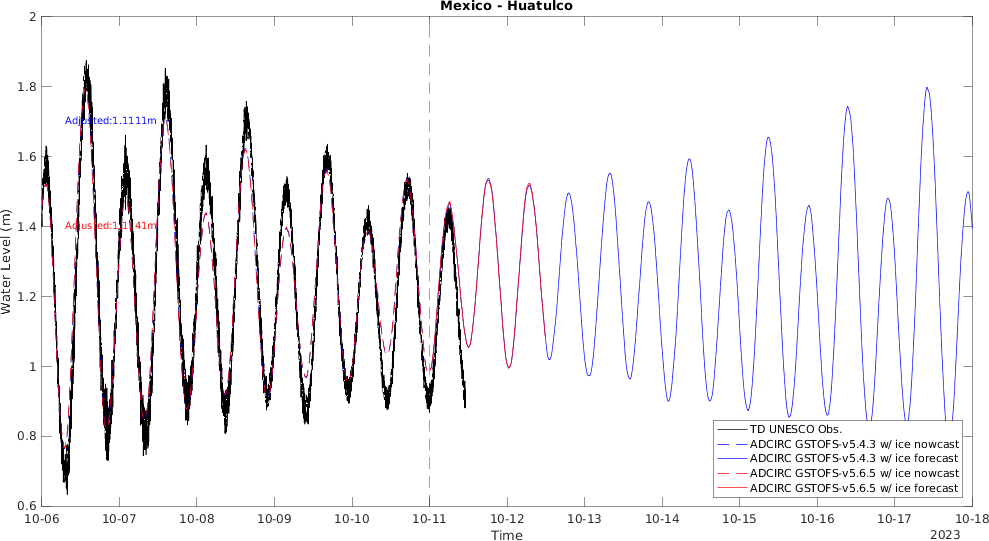 Mexico - Huatulco
2
1.8
1.6
1.4
1.2
1
0.8
0.6
Water Level (m)
Adjusted:1.1111m
TD UNESCO Obs.
ADCIRC GSTOFS-v5.4.3 w/ ice nowcast
ADCIRC GSTOFS-v5.4.3 w/ ice forecast
ADCIRC GSTOFS-v5.6.5 w/ ice nowcast
ADCIRC GSTOFS-v5.6.5 w/ ice forecast
10-06 10-07 10-08 10-09 10-10 10-11 10-12 10-13 10-14 10-15 10-16 10-17 10-18
Time
2023